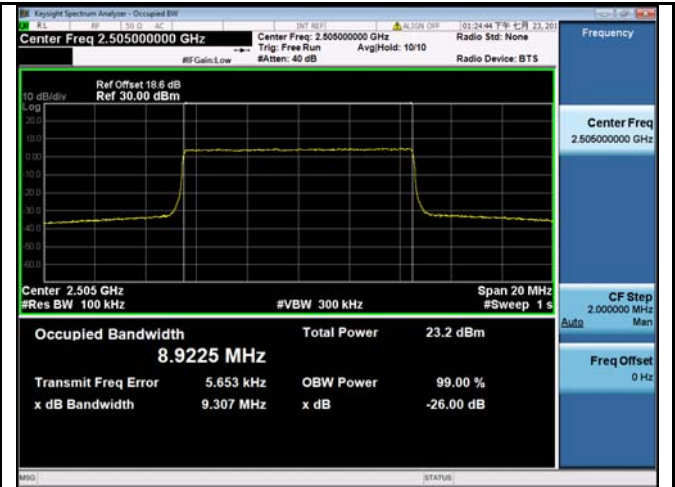 Keysight Spectrum Analyzer - Occupied BW
RL RF 50 Ω AC INT REF ALIGN OFF 01:24:44 下午 七月 23, 201
Center Freq 2.505000000 GHz
Center Freq: 2.505000000 GHz
Radio Std: None
Trig: Free Run Avg|Hold: 10/10
#IFGain:Low
#Atten: 40 dB
Radio Device: BTS
Ref Offset 18.6 dB
10 dB/div Ref 30.00 dBm
Log
20.0
10.0
0.00
-10.0
-20.0
-30.0
-40.0
-50.0
-60.0
Center 2.505 GHz
Span 20 MHz
#Res BW 100 kHz
#VBW 300 kHz
#Sweep 1 s
Occupied Bandwidth
Total Power 23.2 dBm
8.9225 MHz
Transmit Freq Error 5.653 kHz
OBW Power 99.00 %
x dB Bandwidth 9.307 MHz
x dB -26.00 dB
MSG
STATUS
Frequency
Center Freq
2.505000000 GHz
CF Step
2.000000 MHz
Auto Man
Freq Offset
0 Hz